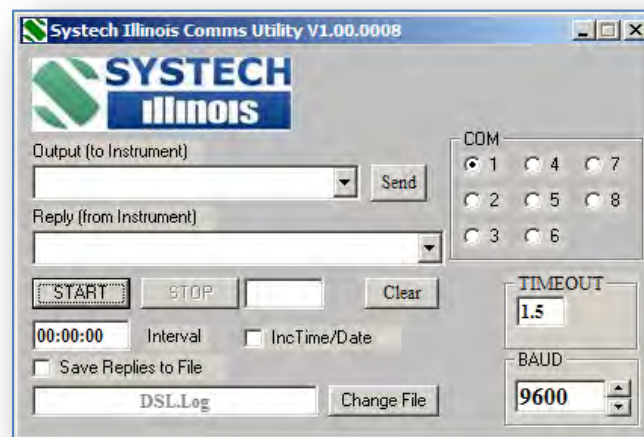 Systech Illinois Comms Utility V1.00.0008
SYSTECH
illinois
Output (to Instrument)
Send
Reply (from Instrument)
COM
1 4 7
2 5 8
3 6
START STOP Clear
00:00:00 Interval IncTime/Date
Save Replies to File
DSL.Log Change File
TIMEOUT
1.5
BAUD
9600